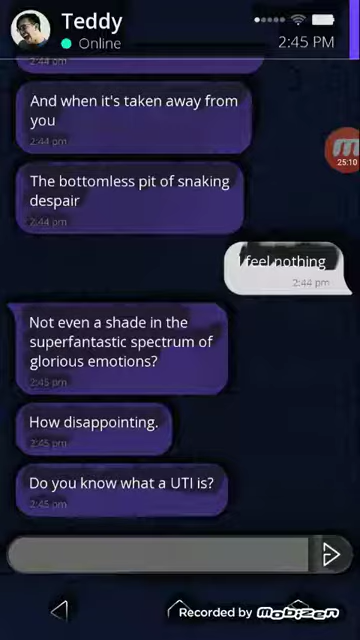 Teddy
Online
2:45 PM
2:44 pm
And when it's taken away from
you
2:44 pm
25:10
The bottomless pit of snaking
despair
2:44 pm
I feel nothing
2:44 pm
Not even a shade in the
superfantastic spectrum of
glorious emotions?
2:45 pm
How disappointing.
2:45 pm
Do you know what a UTI is?
2:45 pm
Recorded by Mobizen